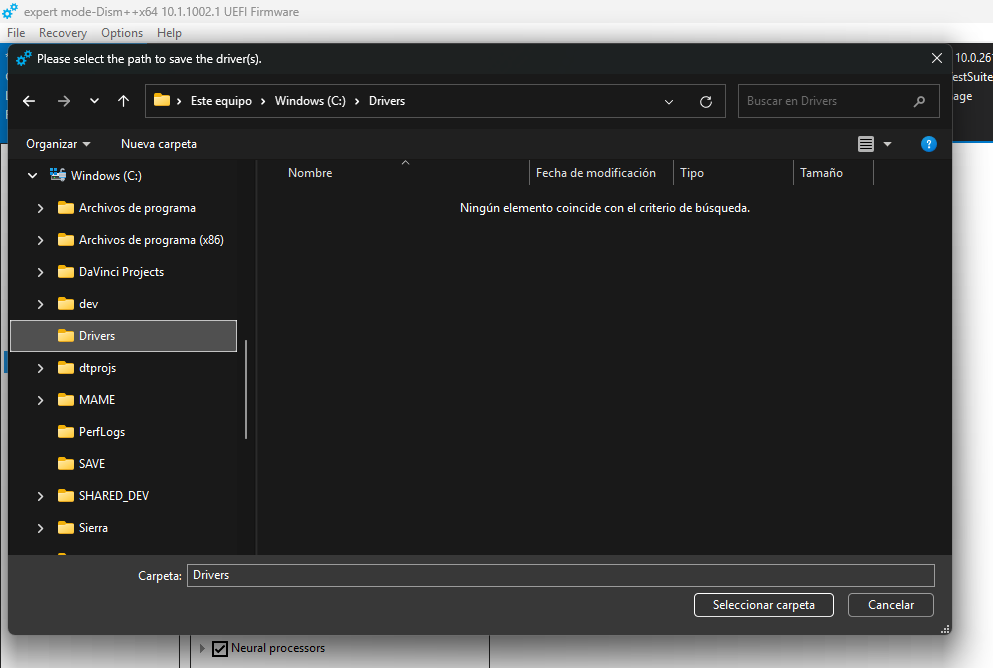 expert mode-Dism++x64 10.1.1002.1 UEFI Firmware
File Recovery Options Help
Please select the path to save the driver(s).
10.0.26
Este equipo Windows (C:) Drivers
Buscar en Drivers
estSuite
age
Organizar Nueva carpeta
Windows (C:)
Archivos de programa
Archivos de programa (x86)
DaVinci Projects
dev
Drivers
dtprojs
MAME
PerfLogs
SAVE
SHARED_DEV
Sierra
Nombre Fecha de modificación Tipo Tamaño
Ningún elemento coincide con el criterio de búsqueda.
Carpeta: Drivers
Seleccionar carpeta Cancelar
Neural processors